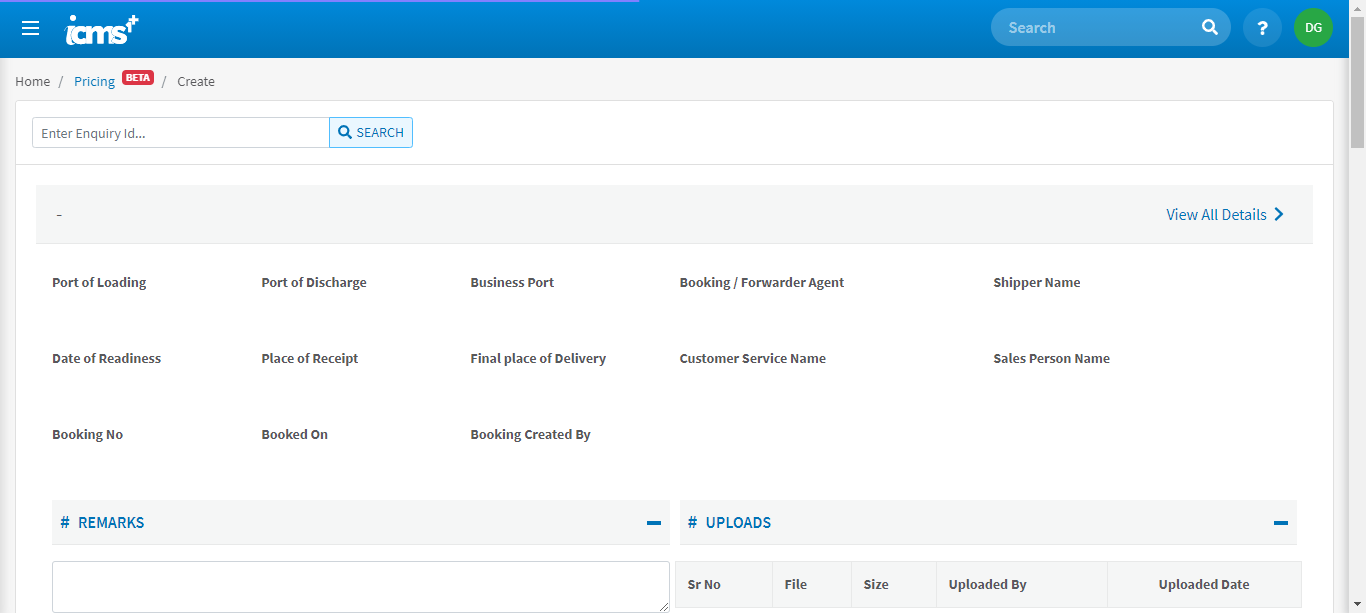 icms+
Search
?
DG
Home / Pricing BETA / Create
Enter Enquiry Id...
SEARCH
-
View All Details
Port of Loading
Port of Discharge
Business Port
Booking / Forwarder Agent
Shipper Name
Date of Readiness
Place of Receipt
Final place of Delivery
Customer Service Name
Sales Person Name
Booking No
Booked On
Booking Created By
# REMARKS
# UPLOADS
Sr No
File
Size
Uploaded By
Uploaded Date